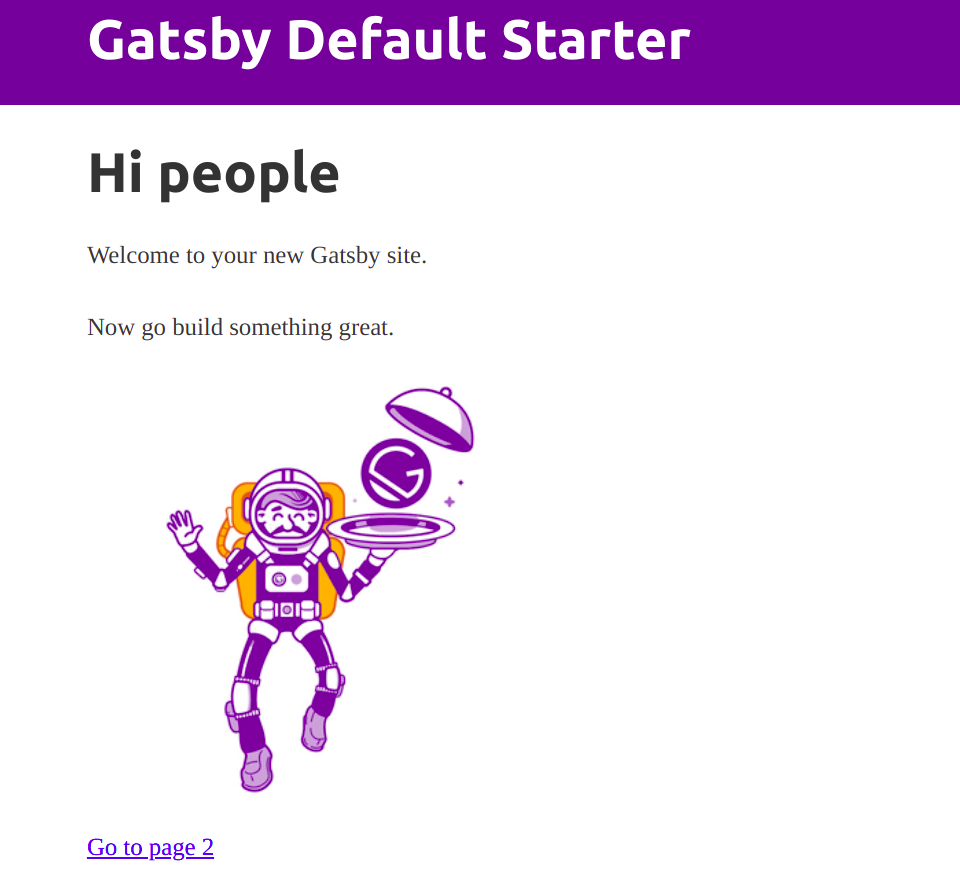 Gatsby Default Starter
Hi people
Welcome to your new Gatsby site.
Now go build something great.
Go to page 2